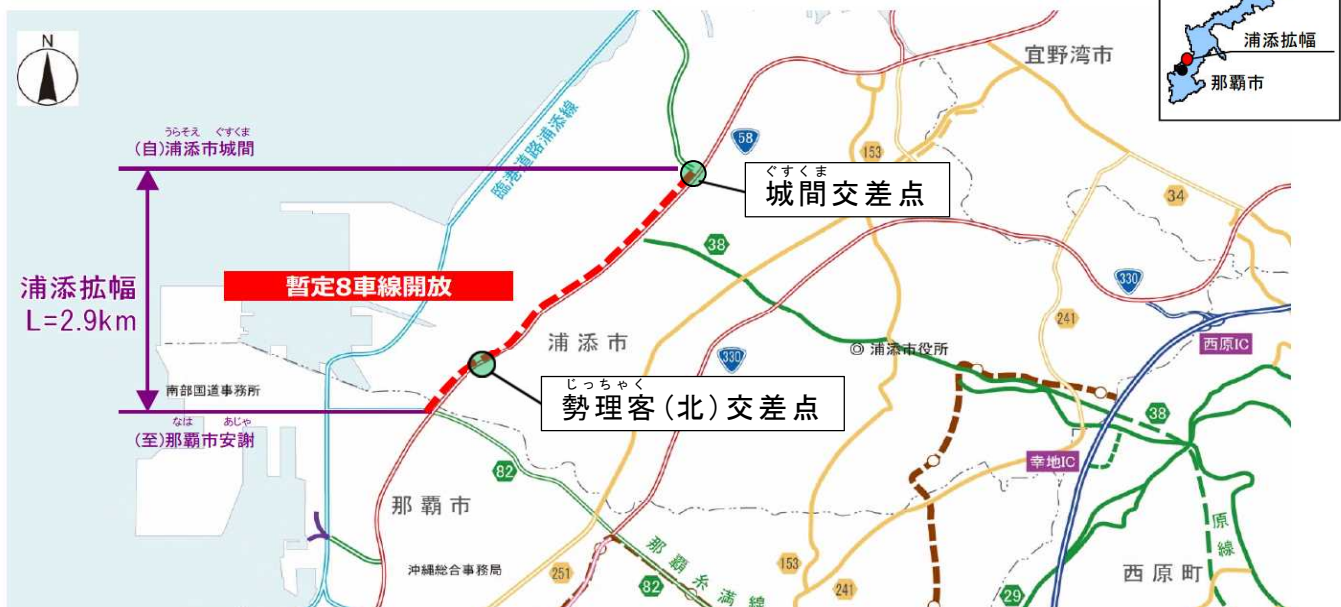 N
浦添拡幅
那覇市
宜野湾市
うらそえ ぐすくま
(自)浦添市城間
臨港道路浦添線
58
153
ぐすくま
城間交差点
34
38
浦添拡幅
L=2.9km
暫定8車線開放
330
241
浦添市
330
◎ 浦添市役所
西原IC
南部国道事務所
じっちゃく
勢理客(北)交差点
なは あじゃ
(至)那覇市安謝
38
82
幸地IC
那覇市
原線
沖縄総合事務局
251
那覇糸満線
82
153
241
29
西原町